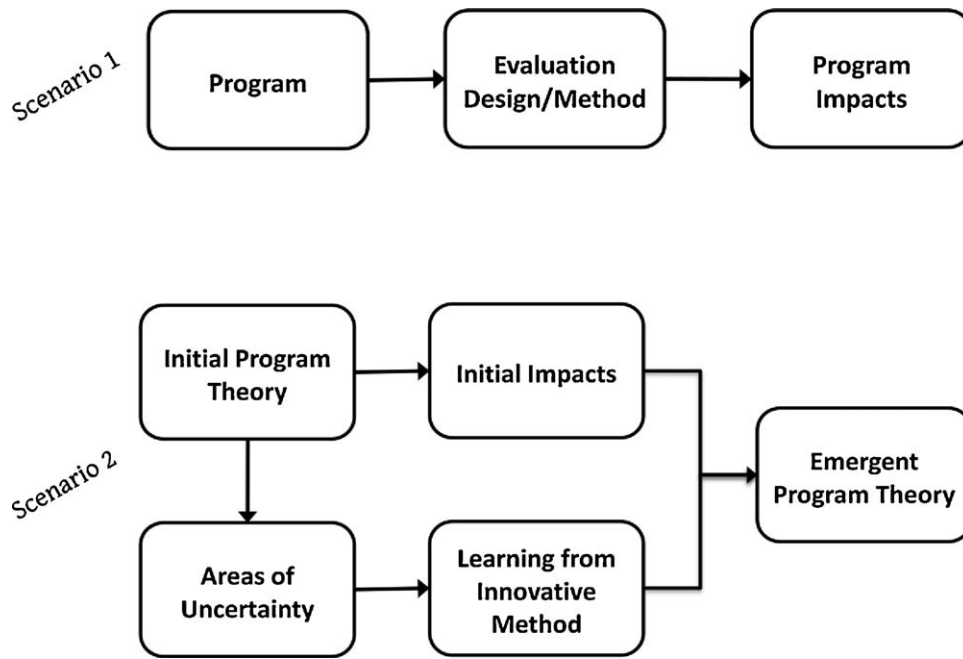 Scenario 1
Program
Evaluation
Design/Method
Program
Impacts
Scenario 2
Initial Program
Theory
Initial Impacts
Areas of
Uncertainty
Learning from
Innovative
Method
Emergent
Program Theory